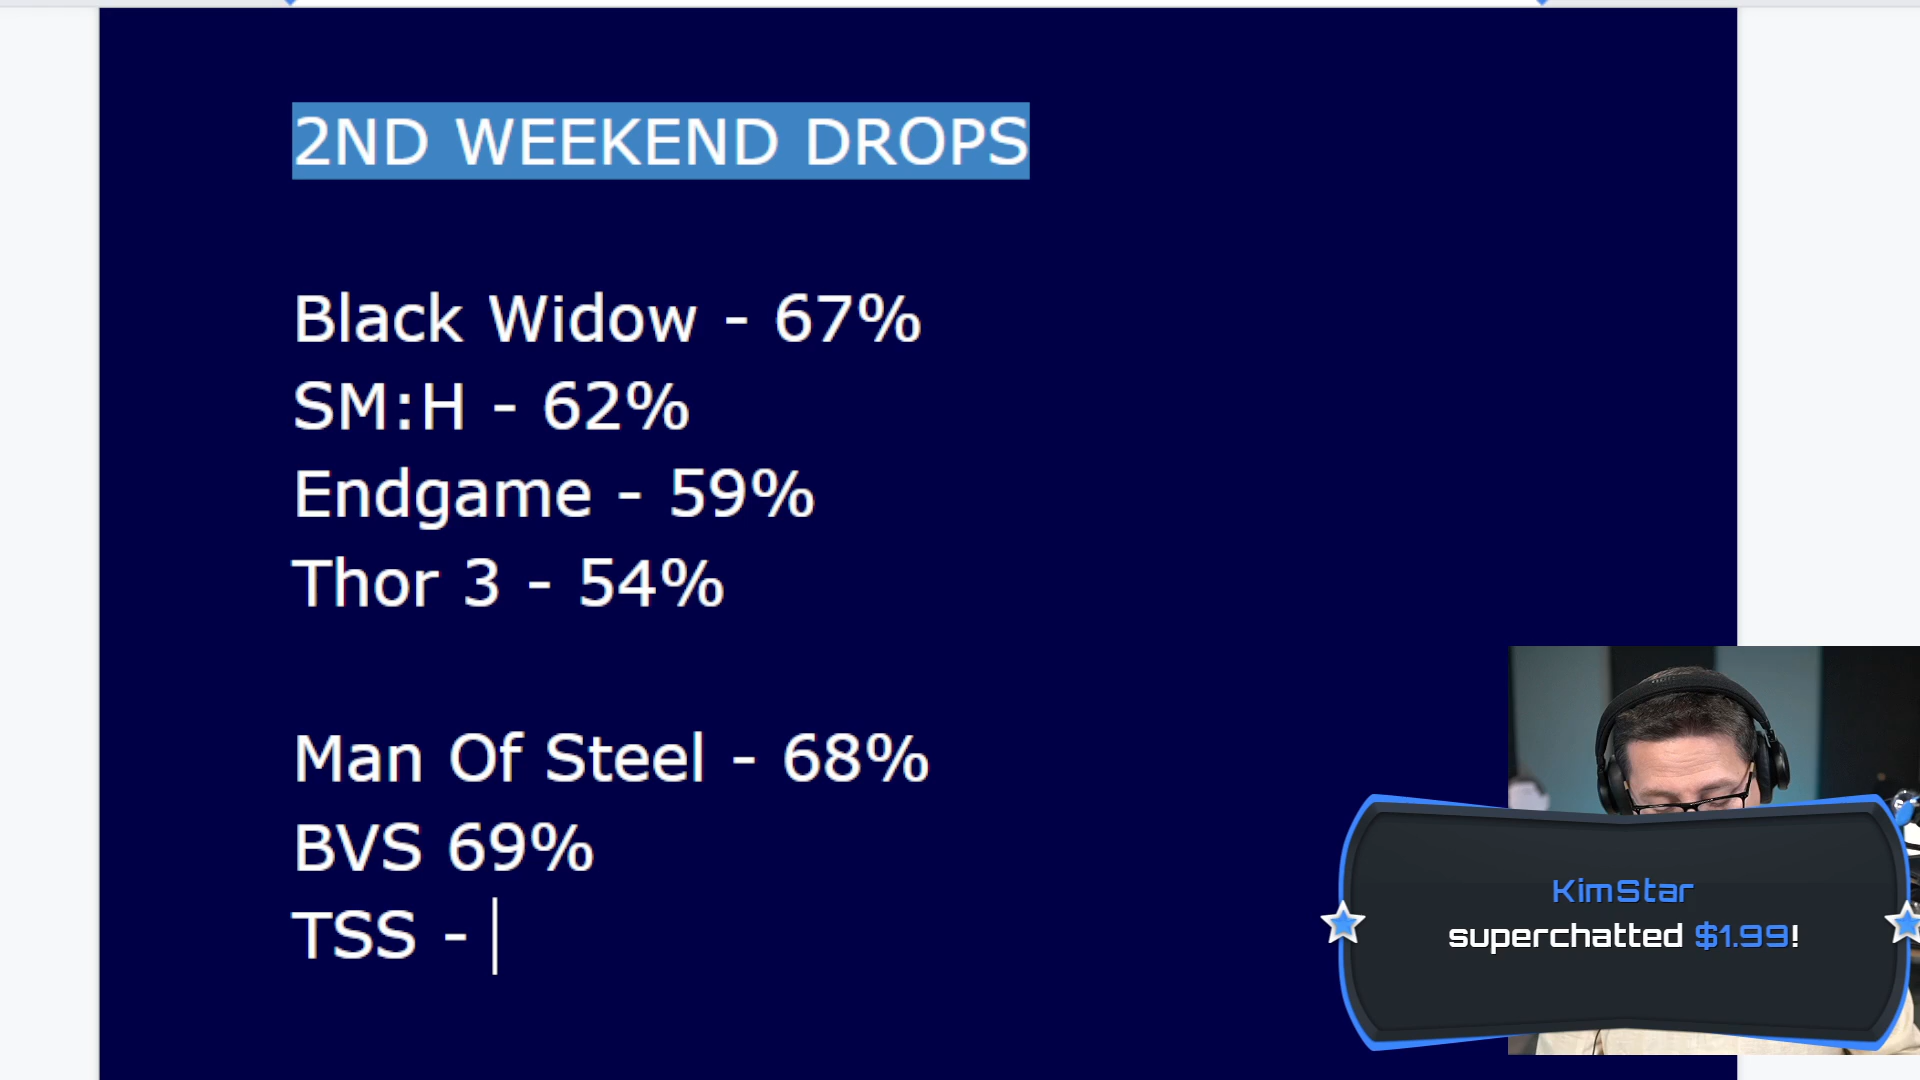 2ND WEEKEND DROPS
Black Widow - 67%
SM:H - 62%
Endgame - 59%
Thor 3 - 54%
Man Of Steel - 68%
BVS 69%
TSS -
KimStar
superchatted $1.99!